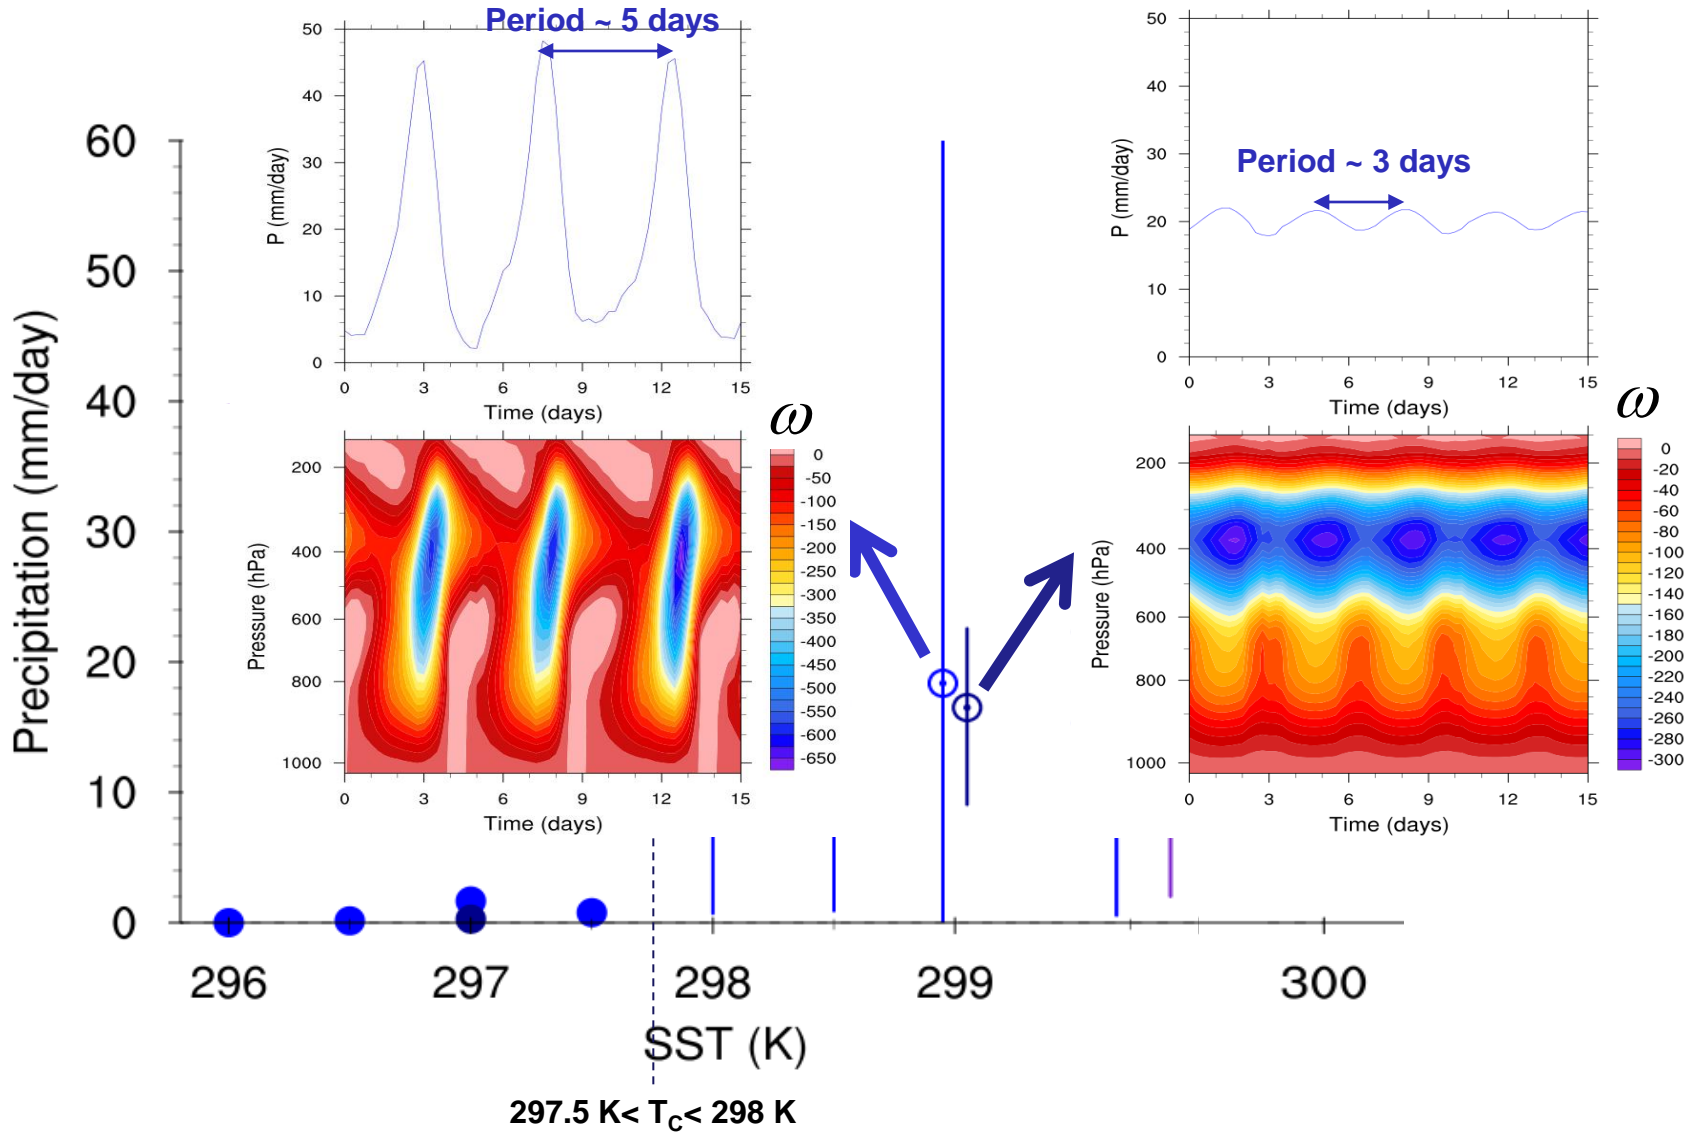 Period ~ 5 days
50
40
30
20
10
0
P (mm/day)
0 3 6 9 12 15
Time (days)
Period ~ 3 days
50
40
30
20
10
0
P (mm/day)
0 3 6 9 12 15
Time (days)
ω
0
-50
-100
-150
-200
-250
-300
-350
-400
-450
-500
-550
-600
-650
200
400
600
800
1000
Pressure (hPa)
0 3 6 9 12 15
Time (days)
ω
0
-20
-40
-60
-80
-100
-120
-140
-160
-180
-200
-220
-240
-260
-280
-300
200
400
600
800
1000
Pressure (hPa)
0 3 6 9 12 15
Time (days)
60
50
40
30
20
10
0
Precipitation (mm/day)
296 297 298 299 300
SST (K)
297.5 K< T_C< 298 K